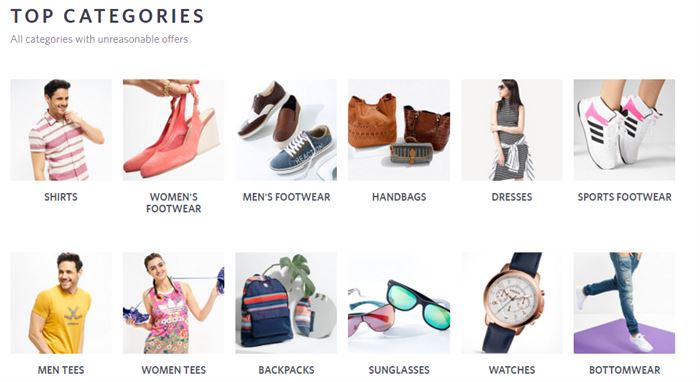 TOP CATEGORIES
All categories with unreasonable offers
SHIRTS
WOMEN'S
FOOTWEAR
MEN'S FOOTWEAR
HANDBAGS
DRESSES
SPORTS FOOTWEAR
adidas
MEN TEES
WOMEN TEES
BACKPACKS
SUNGLASSES
WATCHES
BOTTOMWEAR